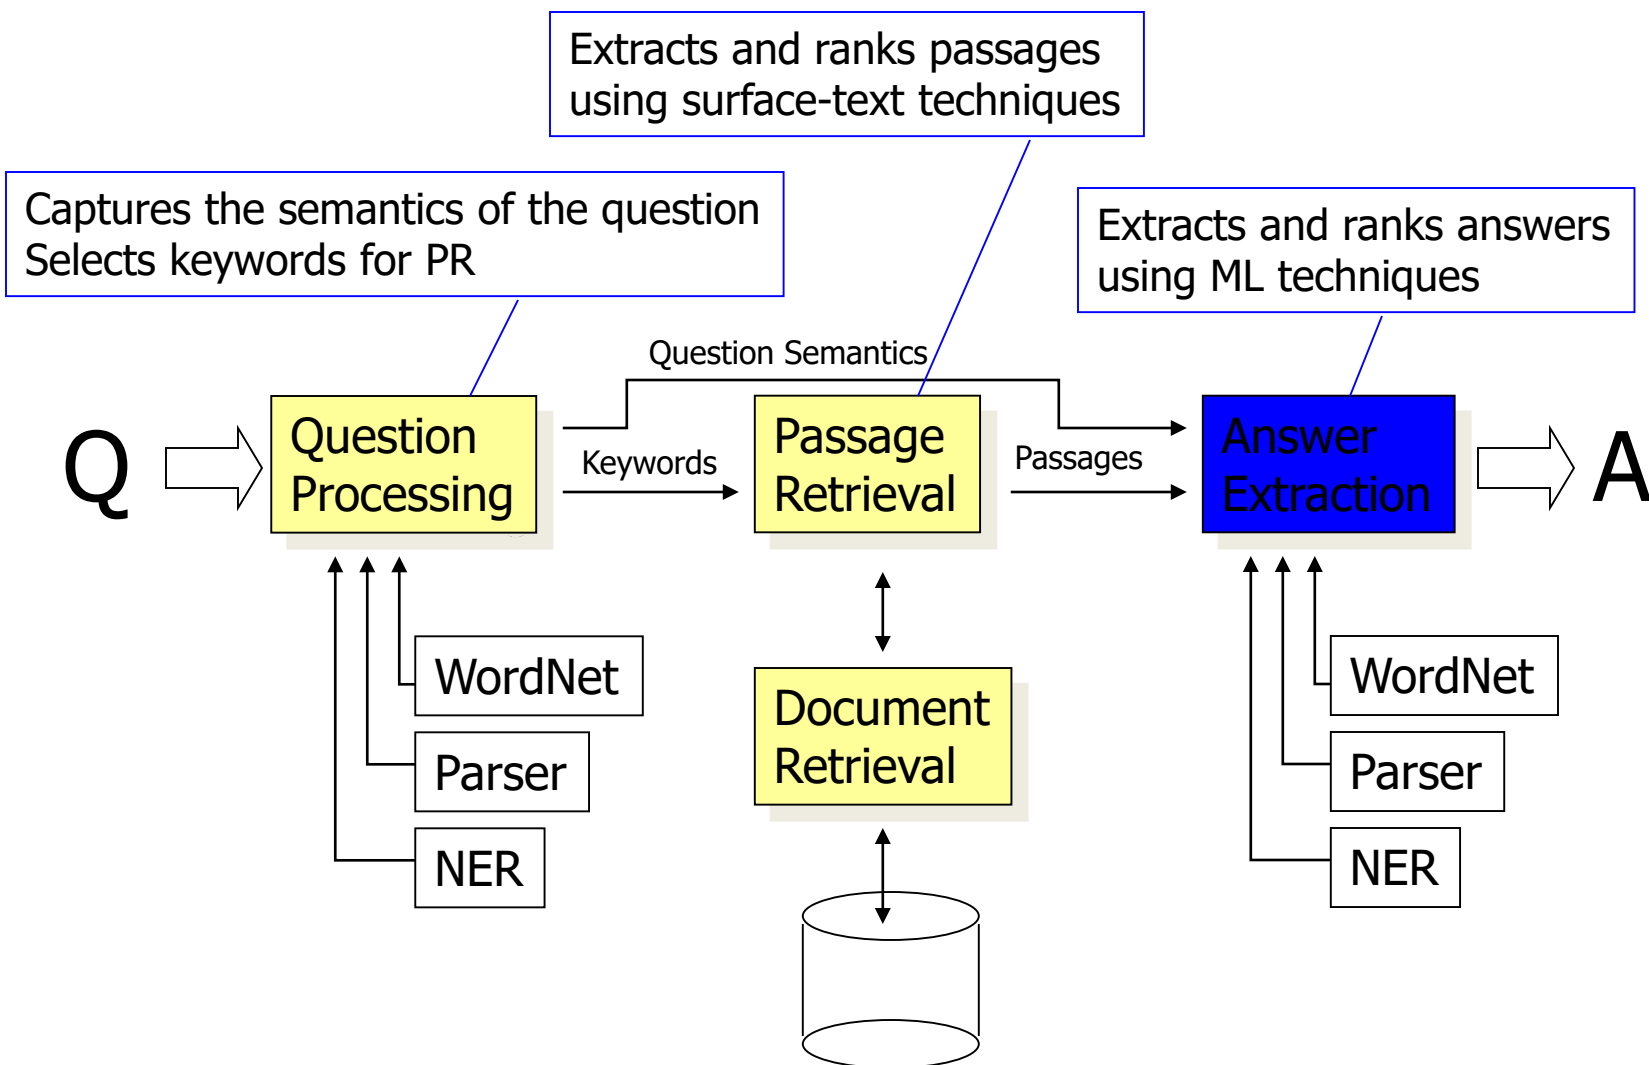 Extracts and ranks passages
using surface-text techniques
Captures the semantics of the question
Selects keywords for PR
Extracts and ranks answers
using ML techniques
Question Semantics
Q
Question
Processing
Keywords
Passage
Retrieval
Passages
Answer
Extraction
A
WordNet
Parser
NER
Document
Retrieval
WordNet
Parser
NER